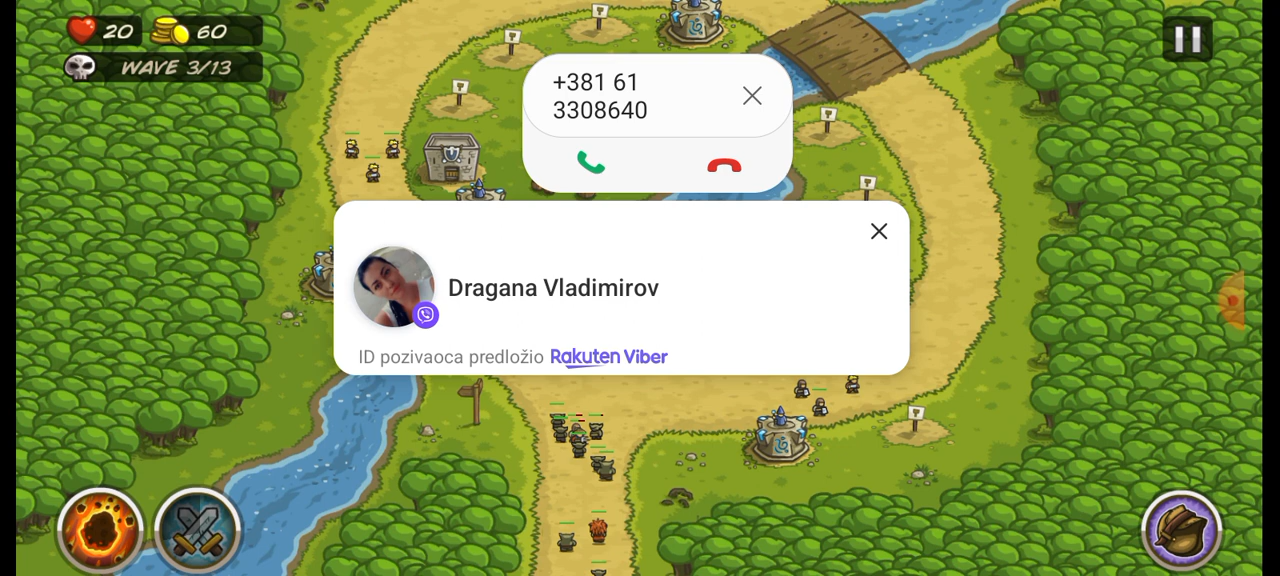 20 60
WAVE 3/13
+381 61
3308640
Dragana Vladimirov
ID pozivaoca predložio Rakuten Viber